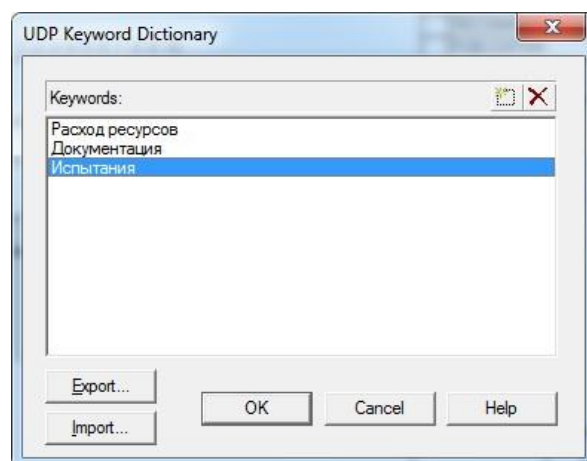 UDP Keyword Dictionary
Keywords:
Расход ресурсов
Документация
Испытания
Export...
OK
Cancel
Help
Import...